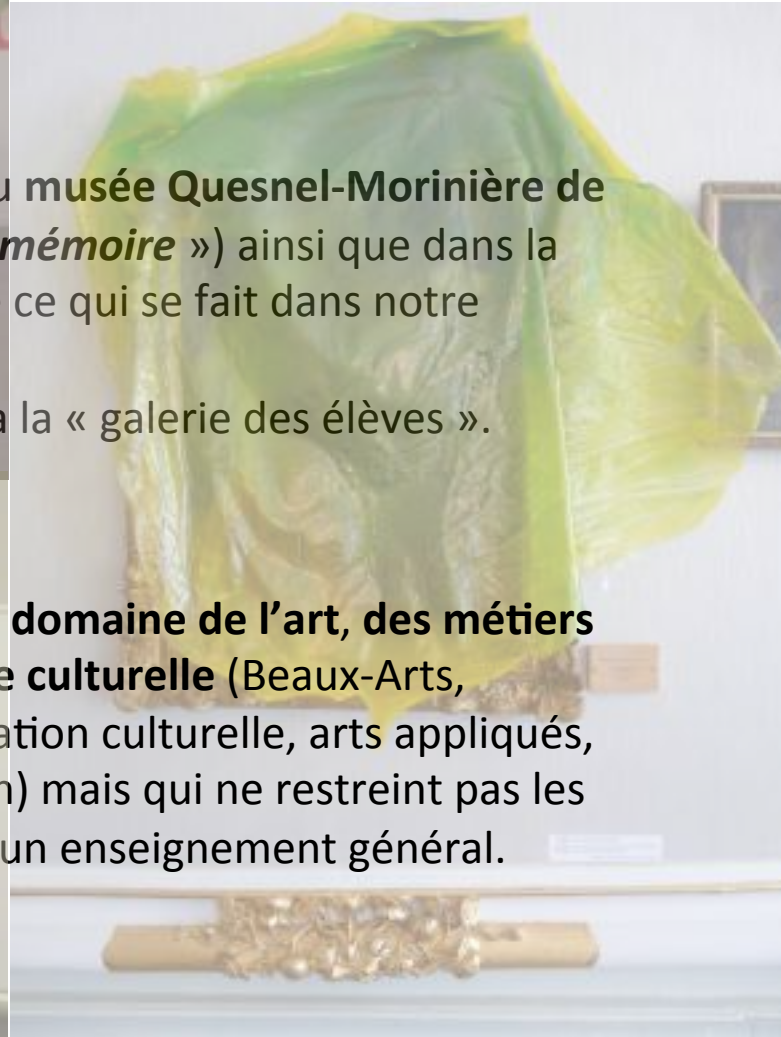 musée Quesnel-Morinière de
mémoire ») ainsi que dans la
ce qui se fait dans notre
la « galerie des élèves ».
domaine de l’art, des métiers
e culturelle (Beaux-Arts,
ation culturelle, arts appliqués,
n) mais qui ne restreint pas les
un enseignement général.